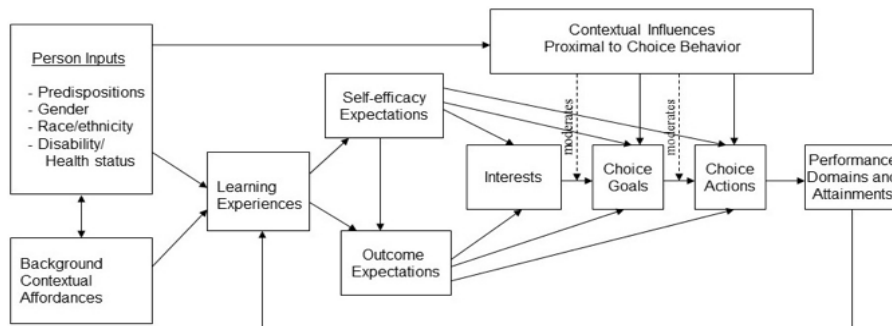 Person Inputs
- Predispositions
- Gender
- Race/ethnicity
- Disability/
Health status
Background
Contextual
Affordances
Learning
Experiences
Self-efficacy
Expectations
Outcome
Expectations
Interests
Contextual Influences
Proximal to Choice Behavior
moderates
moderates
Choice
Goals
Choice
Actions
Performance
Domains and
Attainments